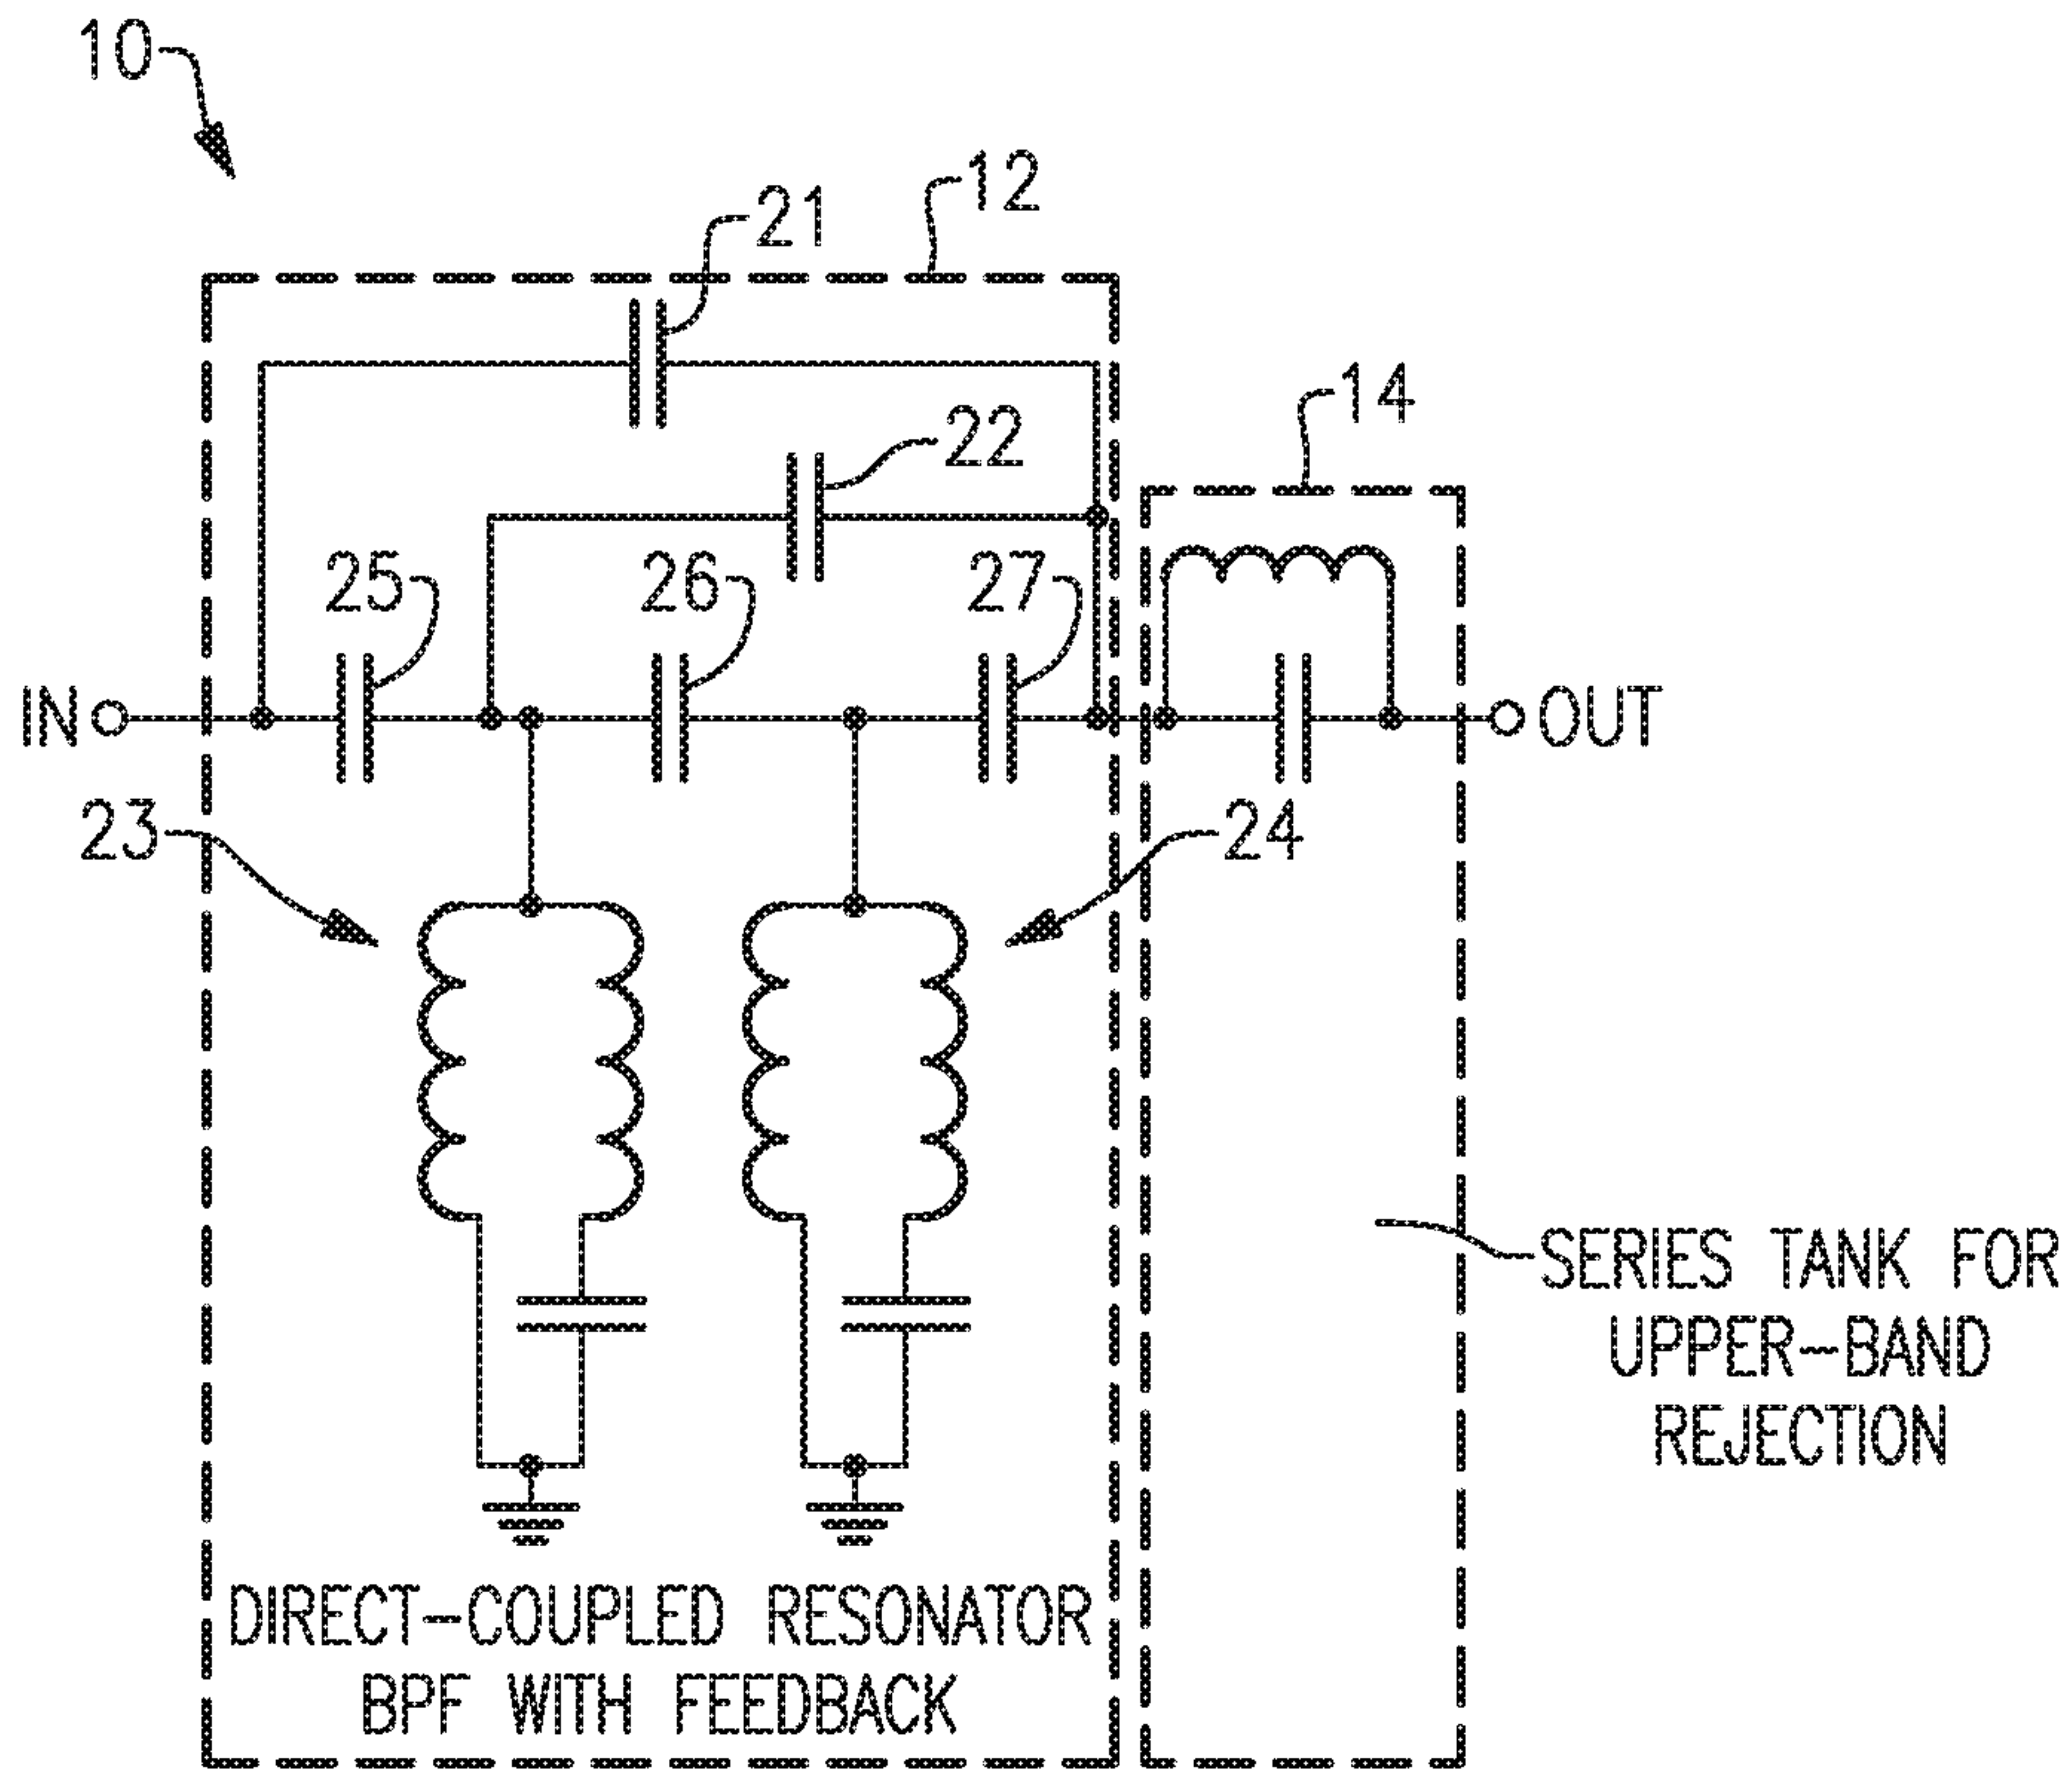 10
12
21
14
22
25
26
27
IN
OUT
23
24
SERIES TANK FOR
UPPER-BAND
REJECTION
DIRECT-COUPLED RESONATOR
BPF WITH FEEDBACK